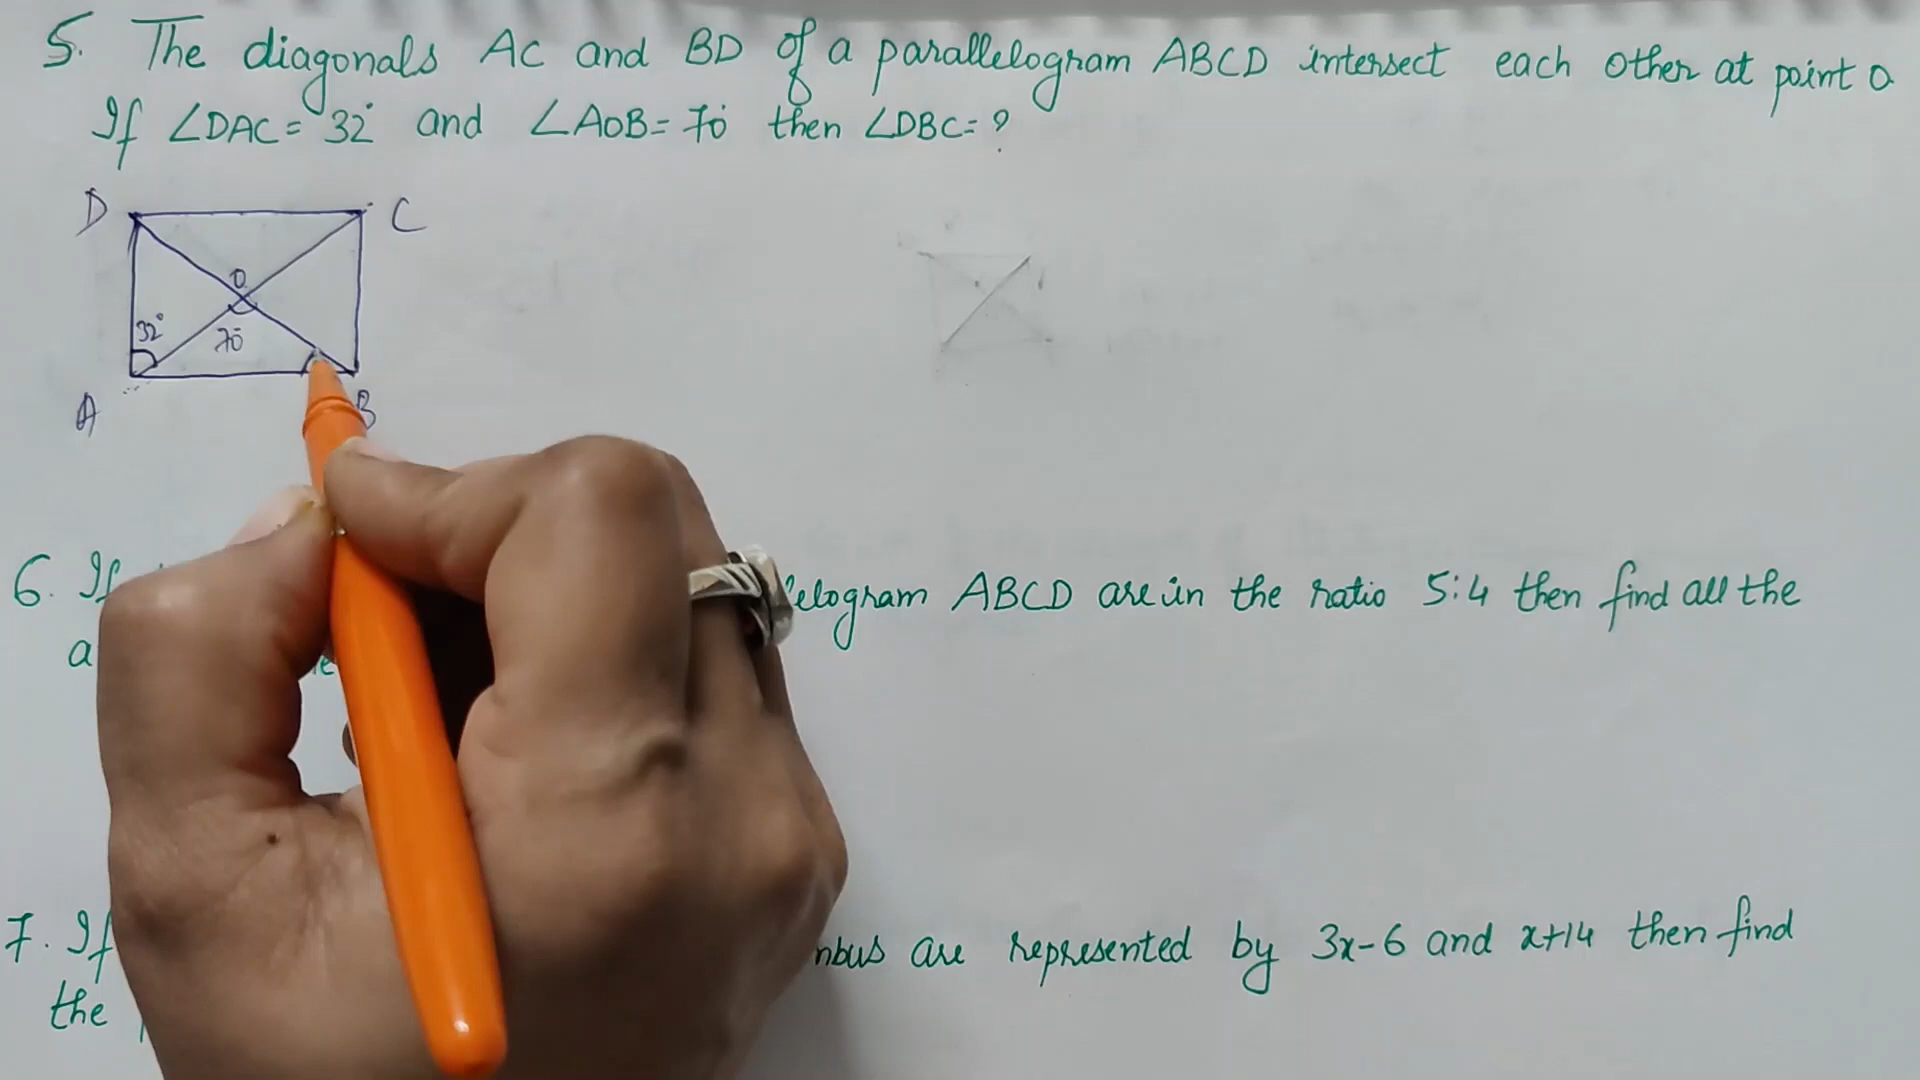 5. The diagonals AC and BD of a parallelogram ABCD intersect each other at point O
If ∠DAC = 32° and ∠AOB = 70° then ∠DBC = ?
D C
O
32° 70°
A B
6. If elogram ABCD are in the ratio 5:4 then find all the
a
7. If are represented by 3x-6 and x+14 then find
the